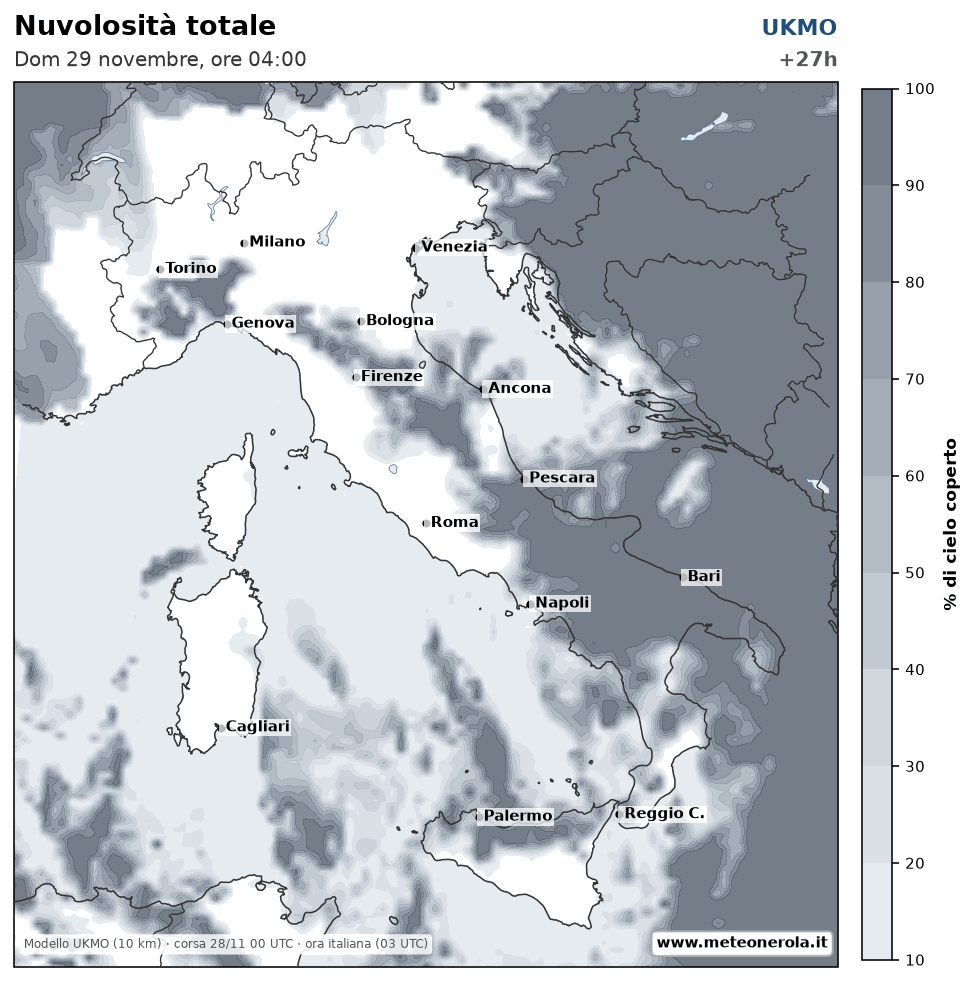 Nuvolosità totale
UKMO
Dom 29 novembre, ore 04:00
+27h
100
90
80
70
60
50
40
30
20
10
% di cielo coperto
Milano
Venezia
Torino
Genova
Bologna
Firenze
Ancona
Pescara
Roma
Bari
Napoli
Cagliari
Palermo
Reggio C.
Modello UKMO (10 km) · corsa 28/11 00 UTC · ora italiana (03 UTC)
www.meteonerola.it